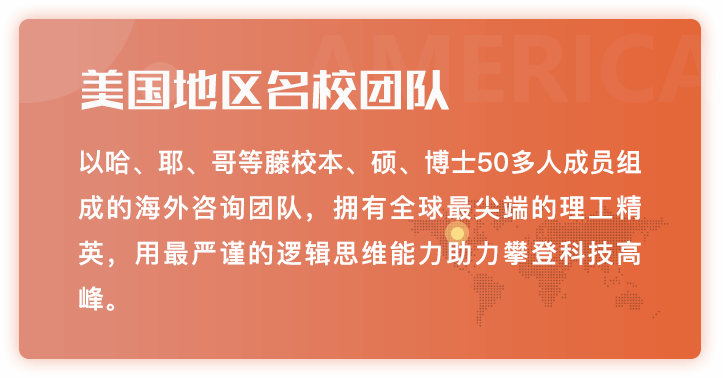 AMERICA
美国地区名校团队
以哈、耶、哥等藤校本、硕、博士50多人成员组
成的海外咨询团队，拥有全球最尖端的理工精
英，用最严谨的逻辑思维能力助力攀登科技高
峰。